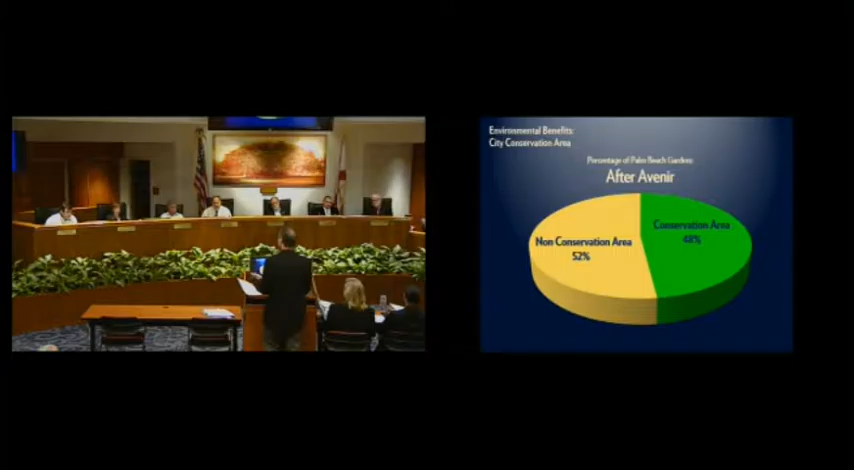 Environmental Benefits:
City Conservation Area
Percentage of Palm Beach Gardens
After Avenir
Conservation Area
48%
Non Conservation Area
52%